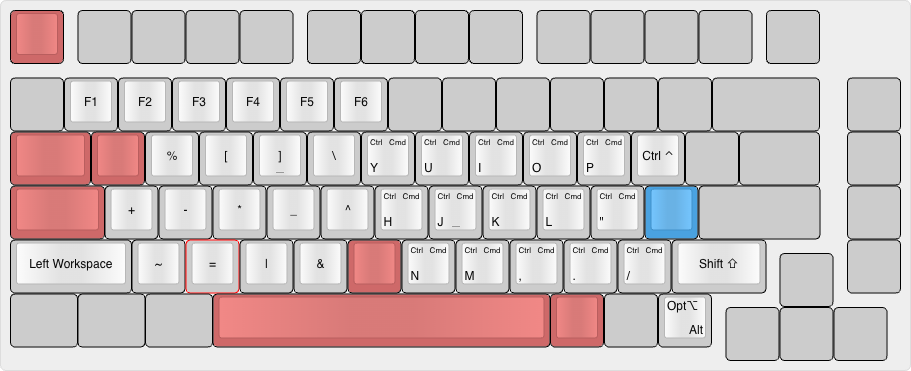 F1 F2 F3 F4 F5 F6
% [ ] _ \ Ctrl Cmd Y Ctrl Cmd U Ctrl Cmd I Ctrl Cmd O Ctrl Cmd P Ctrl ^
+ - * _ ^ Ctrl Cmd H Ctrl Cmd J _ Ctrl Cmd K Ctrl Cmd L Ctrl Cmd "
Left Workspace ~ = | & Ctrl Cmd N Ctrl Cmd M Ctrl Cmd , Ctrl Cmd . Ctrl Cmd / Shift ⇧
Opt⌥
Alt